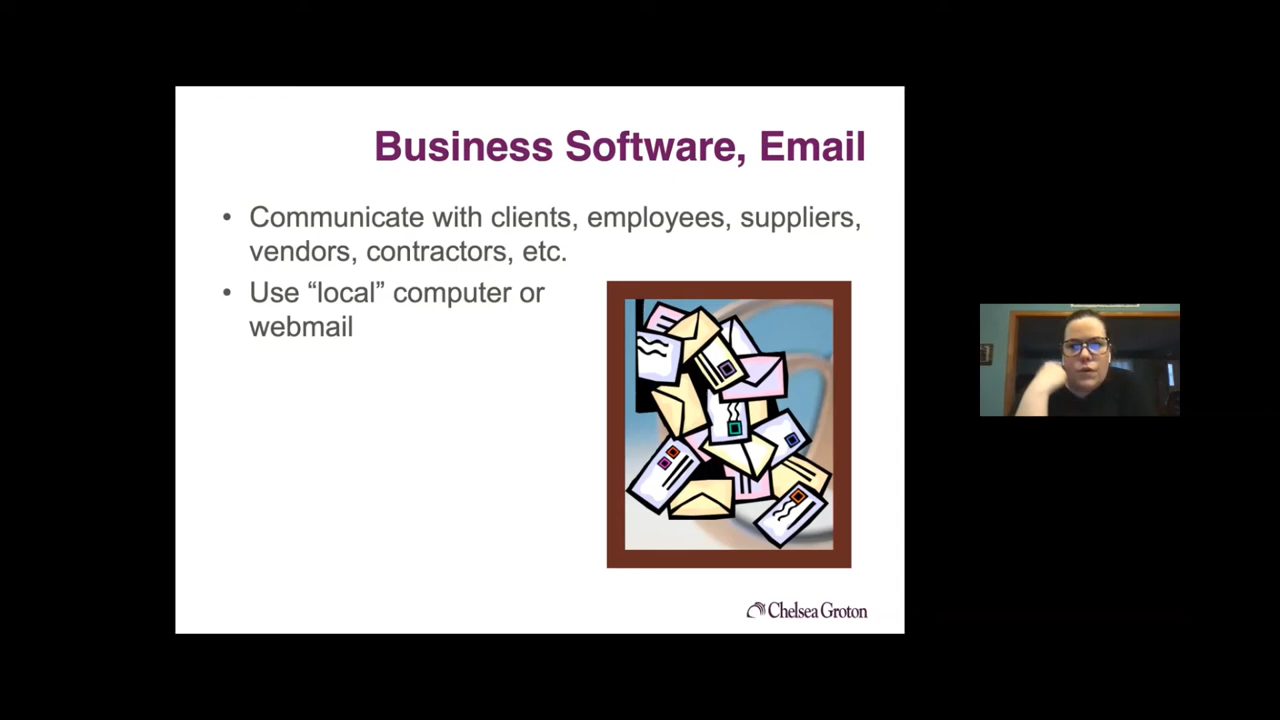 Business Software, Email
• Communicate with clients, employees, suppliers,
vendors, contractors, etc.
• Use “local” computer or
webmail
Chelsea Groton